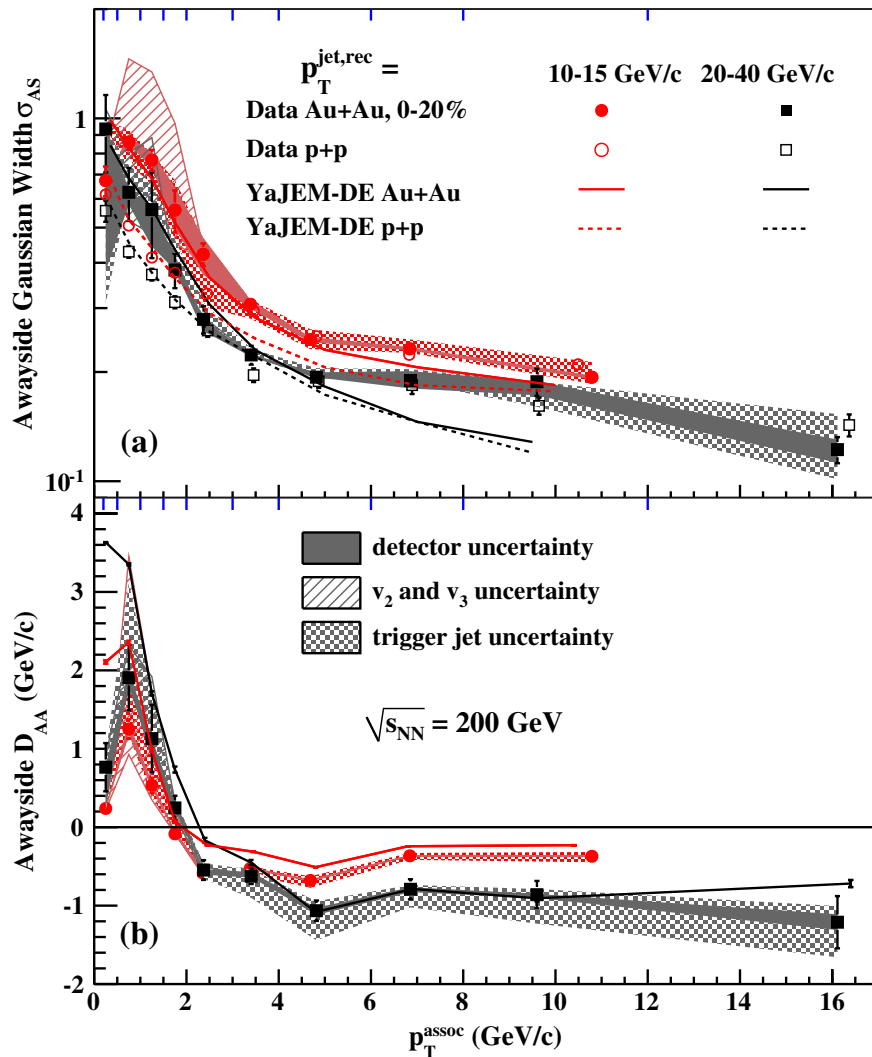 p_T^{jet,rec} = 10-15 GeV/c 20-40 GeV/c
Data Au+Au, 0-20%
Data p+p
YaJEM-DE Au+Au
YaJEM-DE p+p
Awayside Gaussian Width σ_AS
1
10^{-1}
(a)
4
3
2
1
0
-1
-2
detector uncertainty
v_2 and v_3 uncertainty
trigger jet uncertainty
√s_NN = 200 GeV
Awayside D_AA (GeV/c)
(b)
0 2 4 6 8 10 12 14 16
p_T^{assoc} (GeV/c)